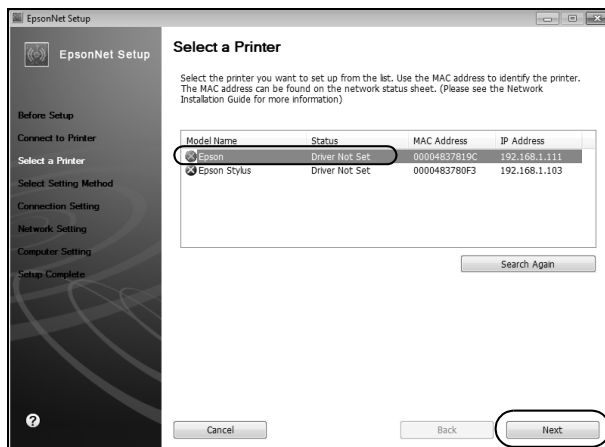 EpsonNet Setup
EpsonNet Setup
Before Setup
Connect to Printer
Select a Printer
Select Setting Method
Connection Setting
Network Setting
Computer Setting
Setup Complete
Select a Printer
Select the printer you want to set up from the list. Use the MAC address to identify the printer.
The MAC address can be found on the network status sheet. (Please see the Network
Installation Guide for more information)
Model Name Status MAC Address IP Address
Epson Driver Not Set 00004837819C 192.168.1.111
Epson Stylus Driver Not Set 0000483780F3 192.168.1.103
Search Again
?
Cancel Back Next